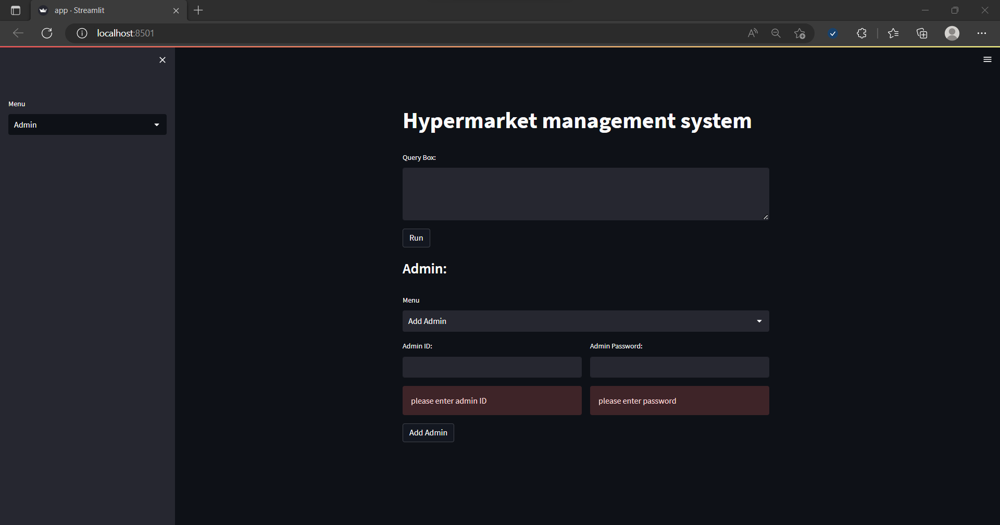 app · Streamlit
localhost:8501
Menu
Admin
Hypermarket management system
Query Box:
Run
Admin:
Menu
Add Admin
Admin ID: Admin Password:
please enter admin ID please enter password
Add Admin